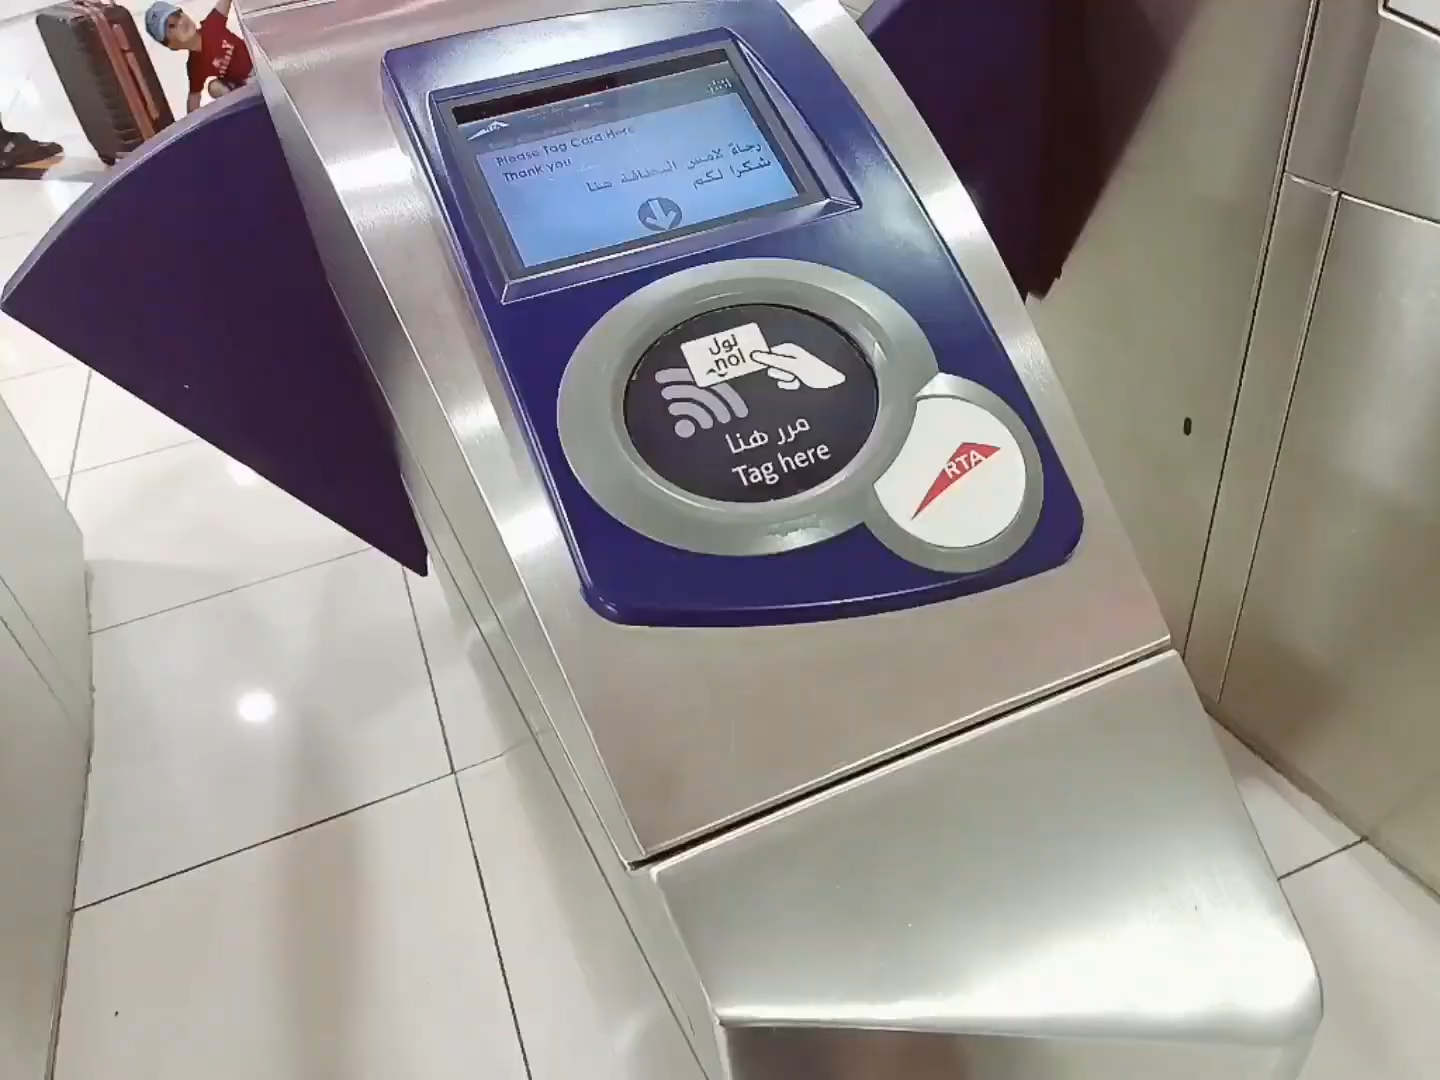 Please Tag Card Here
Thank you
رجاءً لامس البطاقة هنا
شكرا لكم
نول
nol
مرر هنا
Tag here
RTA